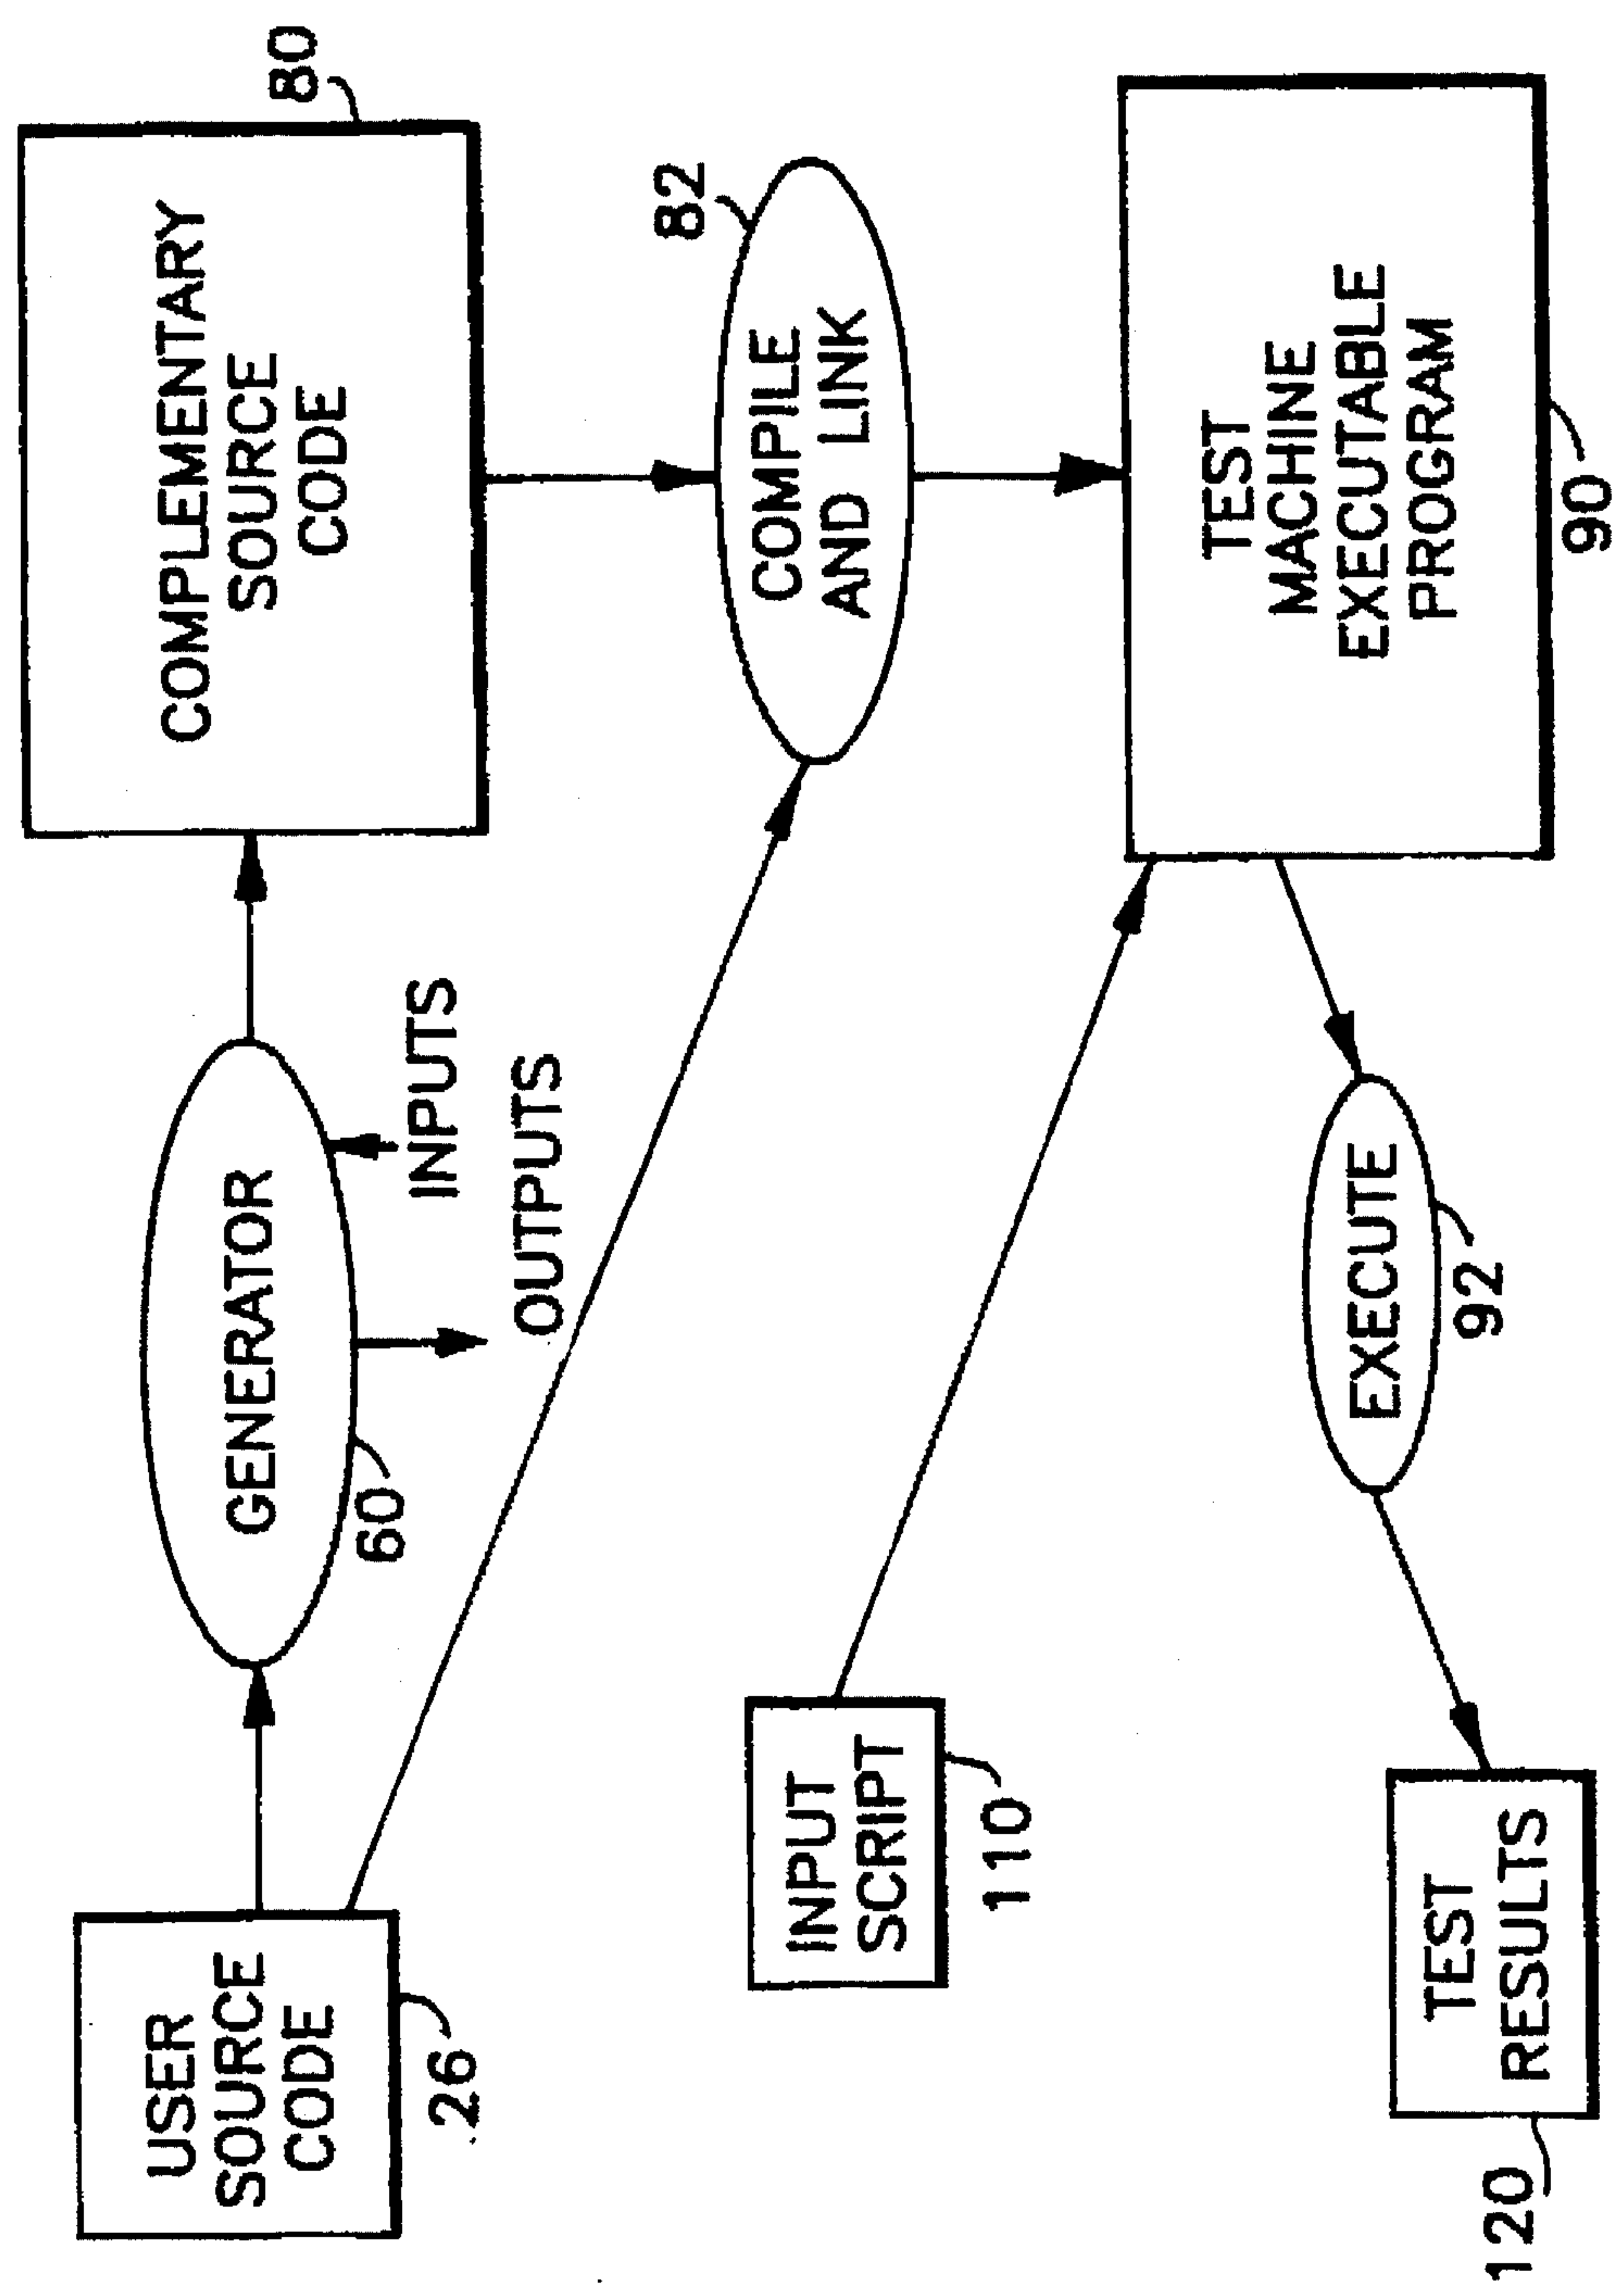 USER
SOURCE
CODE
26
GENERATOR
60
INPUTS
OUTPUTS
COMPLEMENTARY
SOURCE
CODE
80
COMPILE
AND LINK
82
INPUT
SCRIPT
110
TEST
MACHINE
EXECUTABLE
PROGRAM
90
EXECUTE
92
TEST
RESULTS
120